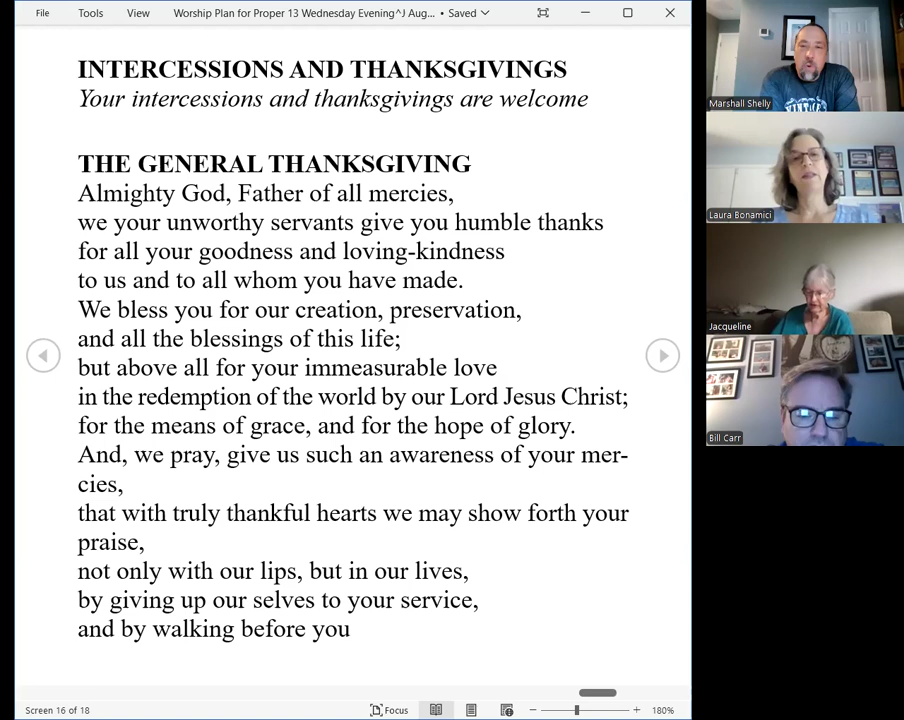 File Tools View Worship Plan for Proper 13 Wednesday Evening^J Aug... • Saved
INTERCESSIONS AND THANKSGIVINGS
Your intercessions and thanksgivings are welcome
THE GENERAL THANKSGIVING
Almighty God, Father of all mercies,
we your unworthy servants give you humble thanks
for all your goodness and loving-kindness
to us and to all whom you have made.
We bless you for our creation, preservation,
and all the blessings of this life;
but above all for your immeasurable love
in the redemption of the world by our Lord Jesus Christ;
for the means of grace, and for the hope of glory.
And, we pray, give us such an awareness of your mer-
cies,
that with truly thankful hearts we may show forth your
praise,
not only with our lips, but in our lives,
by giving up our selves to your service,
and by walking before you
Screen 16 of 18 Focus 180%
Marshall Shelly
Laura Bonamici
Jacqueline
Bill Carr